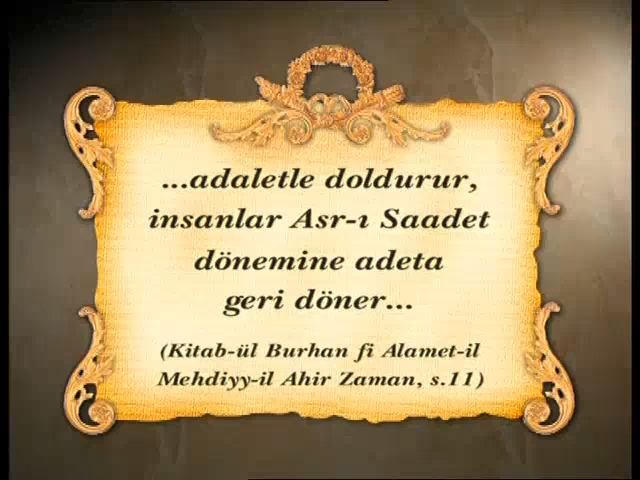 ...adaletle doldurur,
insanlar Asr-ı Saadet
dönemine adeta
geri döner...
(Kitab-ül Burhan fi Alamet-il
Mehdiyy-il Ahir Zaman, s.11)